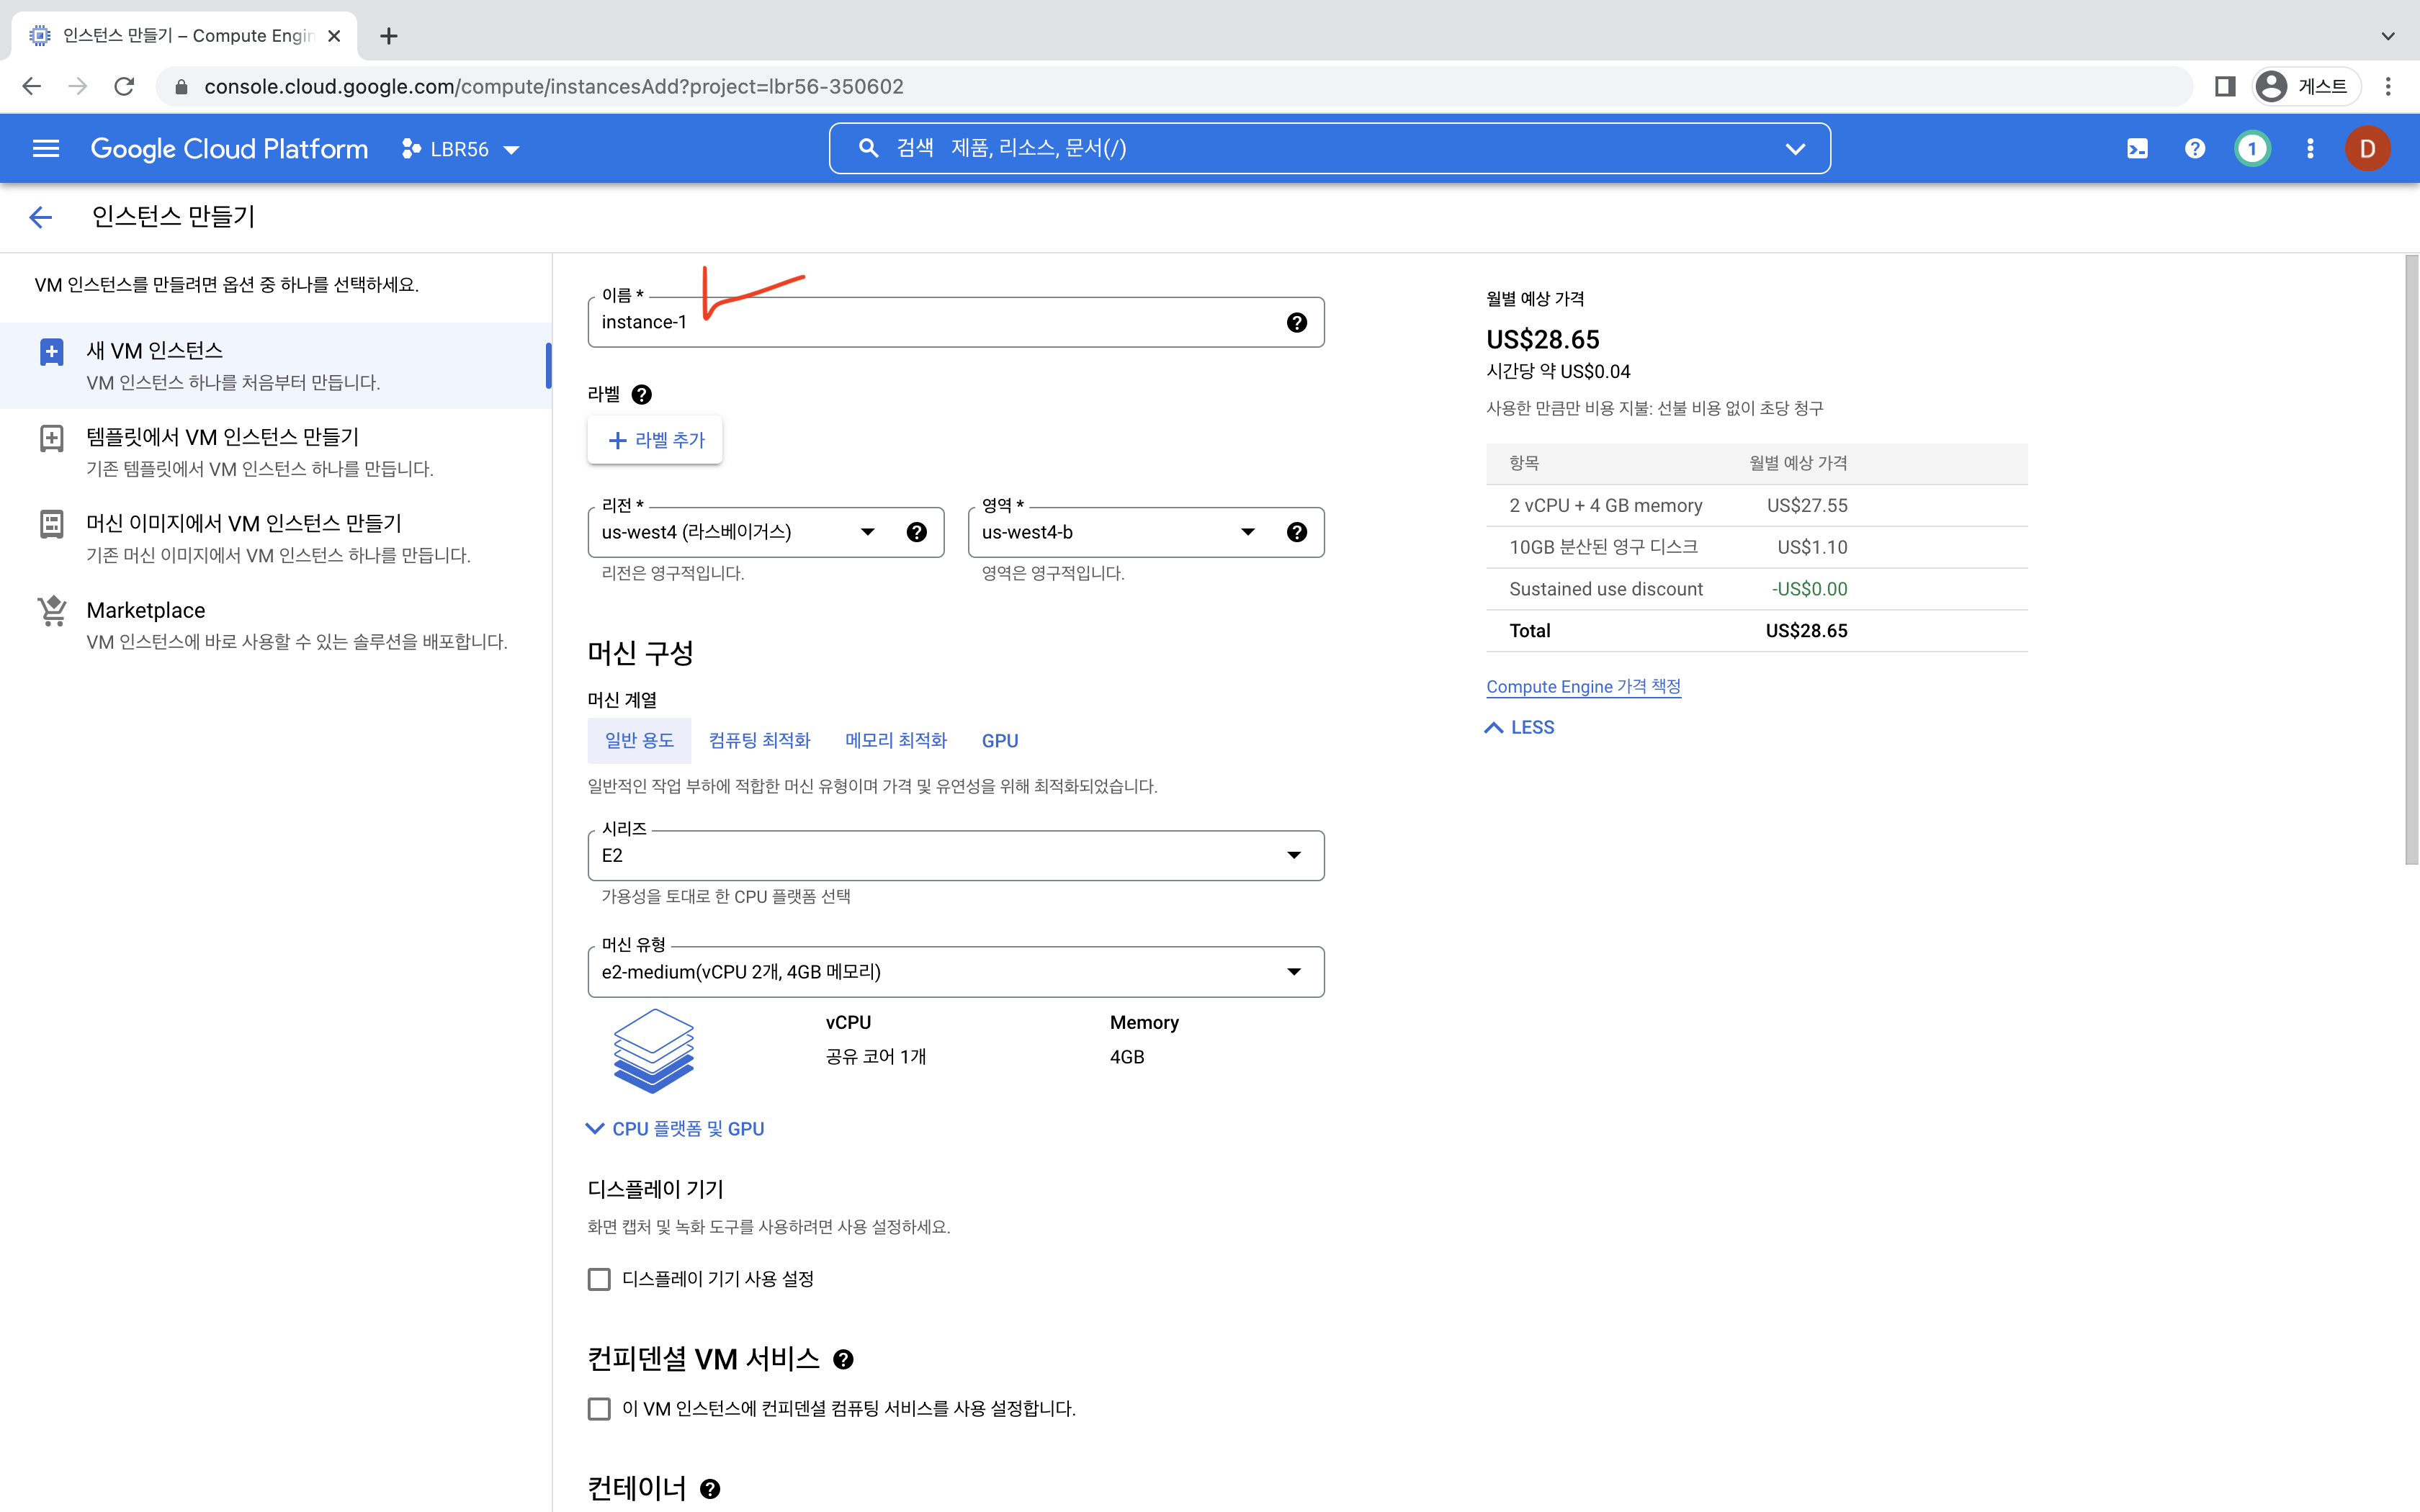 인스턴스 만들기 – Compute Engin
console.cloud.google.com/compute/instancesAdd?project=lbr56-350602
게스트
Google Cloud Platform
LBR56
검색 제품, 리소스, 문서(/)
1
D
인스턴스 만들기
VM 인스턴스를 만들려면 옵션 중 하나를 선택하세요.
새 VM 인스턴스
VM 인스턴스 하나를 처음부터 만듭니다.
템플릿에서 VM 인스턴스 만들기
기존 템플릿에서 VM 인스턴스 하나를 만듭니다.
머신 이미지에서 VM 인스턴스 만들기
기존 머신 이미지에서 VM 인스턴스 하나를 만듭니다.
Marketplace
VM 인스턴스에 바로 사용할 수 있는 솔루션을 배포합니다.
이름 *
instance-1
라벨
라벨 추가
리전 *
us-west4 (라스베이거스)
리전은 영구적입니다.
영역 *
us-west4-b
영역은 영구적입니다.
머신 구성
머신 계열
일반 용도 컴퓨팅 최적화 메모리 최적화 GPU
일반적인 작업 부하에 적합한 머신 유형이며 가격 및 유연성을 위해 최적화되었습니다.
시리즈
E2
가용성을 토대로 한 CPU 플랫폼 선택
머신 유형
e2-medium(vCPU 2개, 4GB 메모리)
vCPU Memory
공유 코어 1개 4GB
CPU 플랫폼 및 GPU
디스플레이 기기
화면 캡처 및 녹화 도구를 사용하려면 사용 설정하세요.
디스플레이 기기 사용 설정
컨피덴셜 VM 서비스
이 VM 인스턴스에 컨피덴셜 컴퓨팅 서비스를 사용 설정합니다.
컨테이너
월별 예상 가격
US$28.65
시간당 약 US$0.04
사용한 만큼만 비용 지불: 선불 비용 없이 초당 청구
항목 월별 예상 가격
2 vCPU + 4 GB memory US$27.55
10GB 분산된 영구 디스크 US$1.10
Sustained use discount -US$0.00
Total US$28.65
Compute Engine 가격 책정
LESS